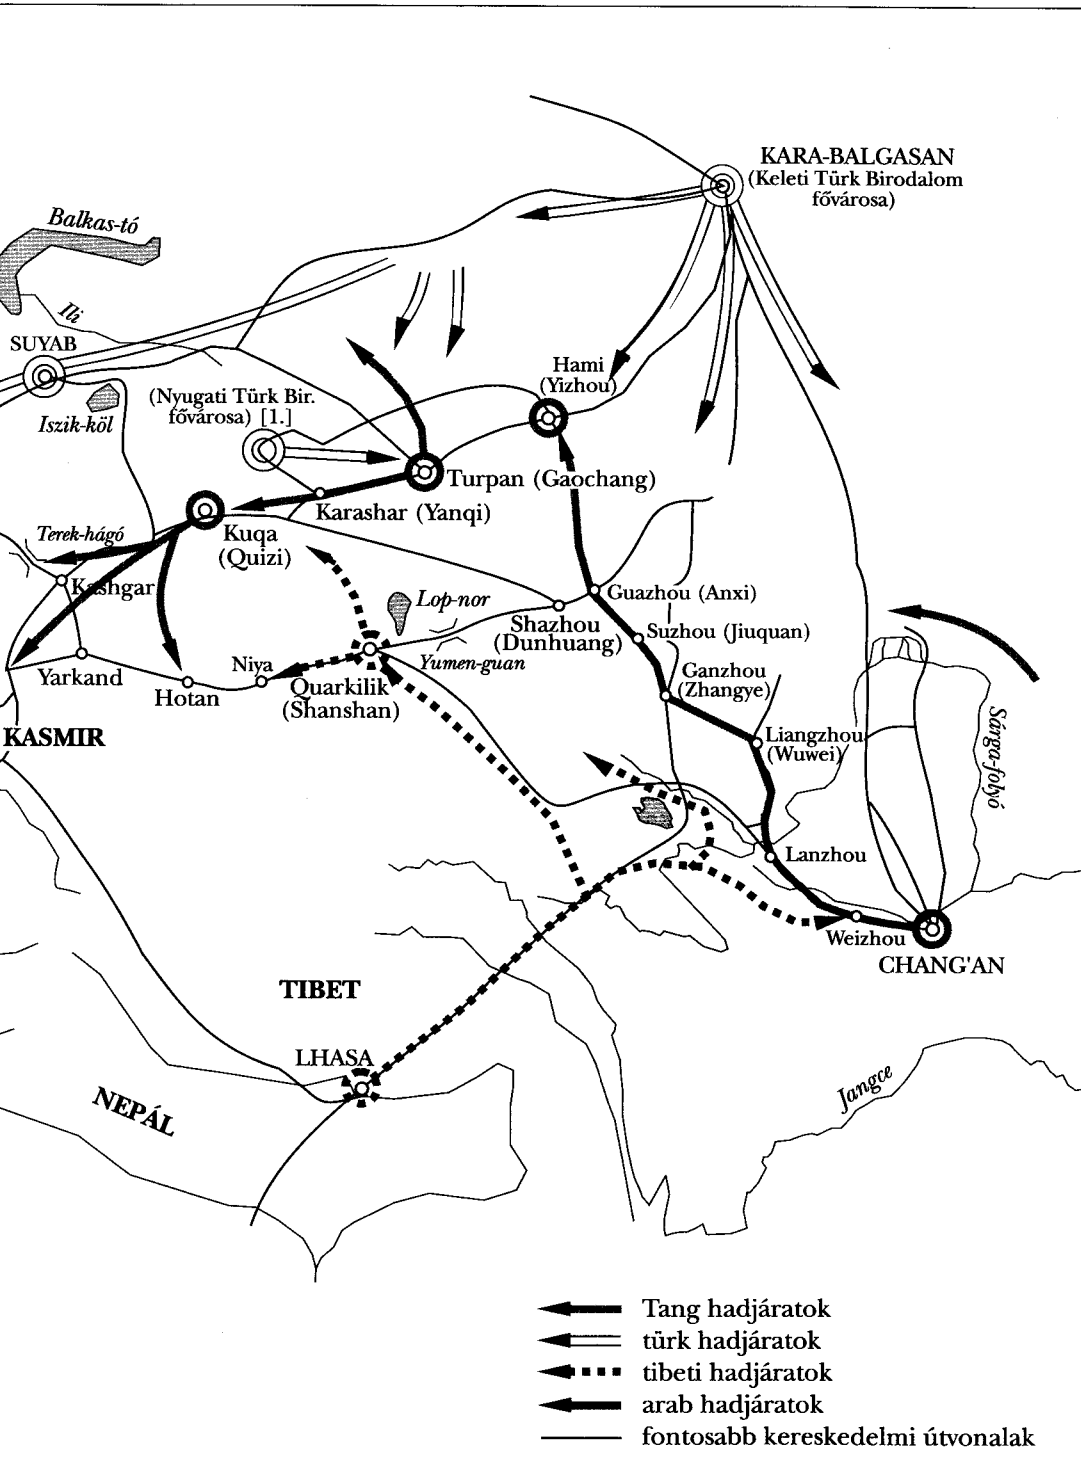 KARA-BALGASAN
(Keleti Türk Birodalom
fővárosa)
Balkas-tó
Ili
SUYAB
Iszik-köl
(Nyugati Türk Bir.
fővárosa) [1.]
Hami
(Yizhou)
Turpan (Gaochang)
Karashar (Yanqi)
Kuqa
(Quizi)
Terek-hágó
Kashgar
Lop-nor
Guazhou (Anxi)
Shazhou
(Dunhuang)
Suzhou (Jiuquan)
Yumen-guan
Ganzhou
(Zhangye)
Niya
Yarkand
Hotan
Quarkilik
(Shanshan)
KASMIR
Liangzhou
(Wuwei)
Sárga-folyó
Lanzhou
Weizhou
CHANG'AN
TIBET
LHASA
NEPÁL
Jangce
Tang hadjáratok
türk hadjáratok
tibeti hadjáratok
arab hadjáratok
fontosabb kereskedelmi útvonalak